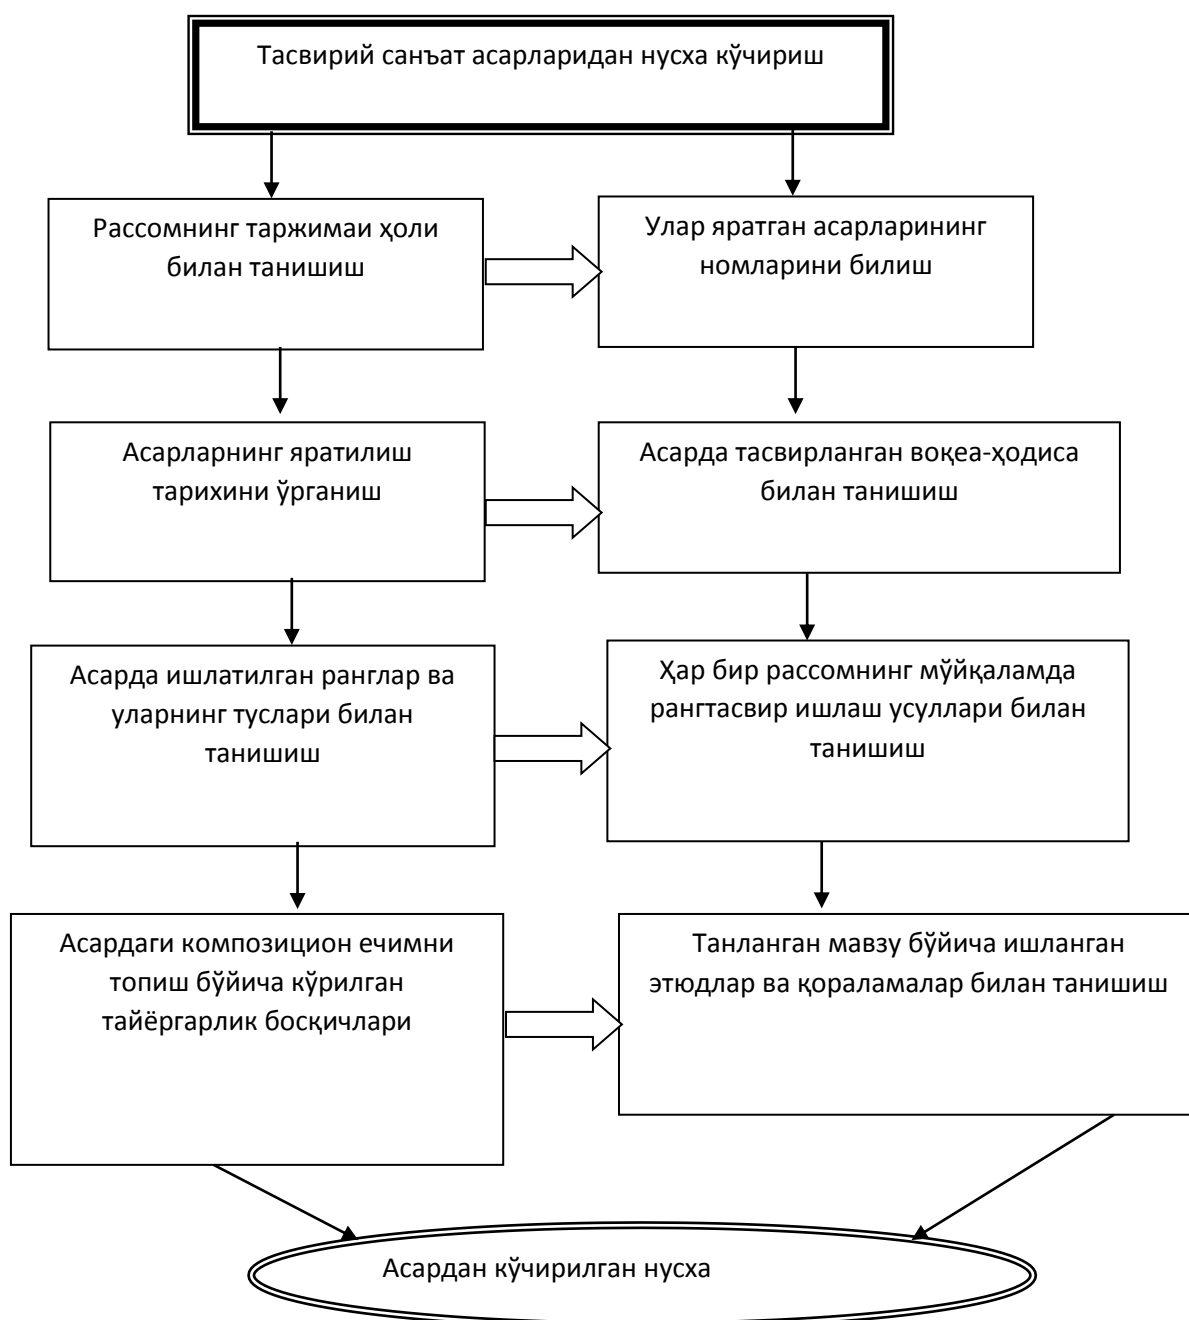 Тасвирий санъат асарларидан нусха кўчириш
Рассомнинг таржимаи ҳоли
билан танишиш
Улар яратган асарларининг
номларини билиш
Асарларнинг яратилиш
тарихини ўрганиш
Асарда тасвирланган воқеа-ҳодиса
билан танишиш
Асарда ишлатилган ранглар ва
уларнинг туслари билан
танишиш
Ҳар бир рассомнинг мўйқаламда
рангтасвир ишлаш усуллари билан
танишиш
Асардаги композицион ечимни
топиш бўйича кўрилган
тайёргарлик босқичлари
Танланган мавзу бўйича ишланган
этюдлар ва қораламалар билан танишиш
Асардан кўчирилган нусха